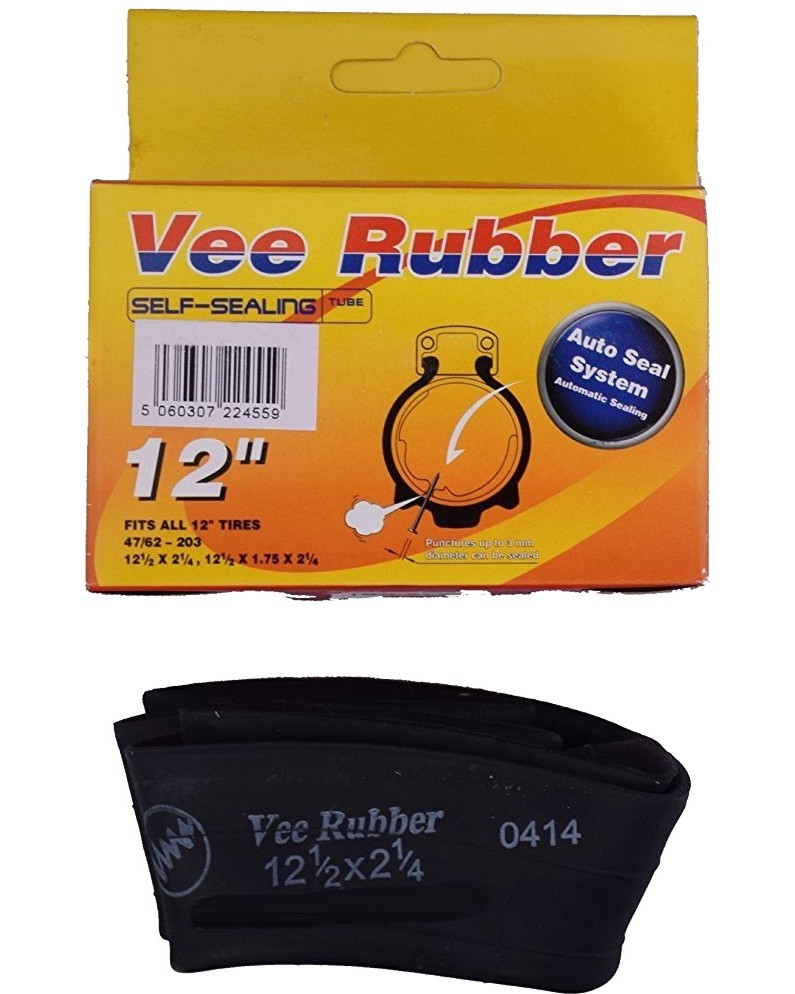 Vee Rubber
SELF-SEALING TUBE
5 060307 224559
Auto Seal
System
Automatic Sealing
12"
FITS ALL 12" TIRES
47/62 - 203
12½ X 2¼ , 12½ X 1.75 X 2¼
Punctures up to 3 mm
diameter can be sealed
Vee Rubber
12½x2¼
0414